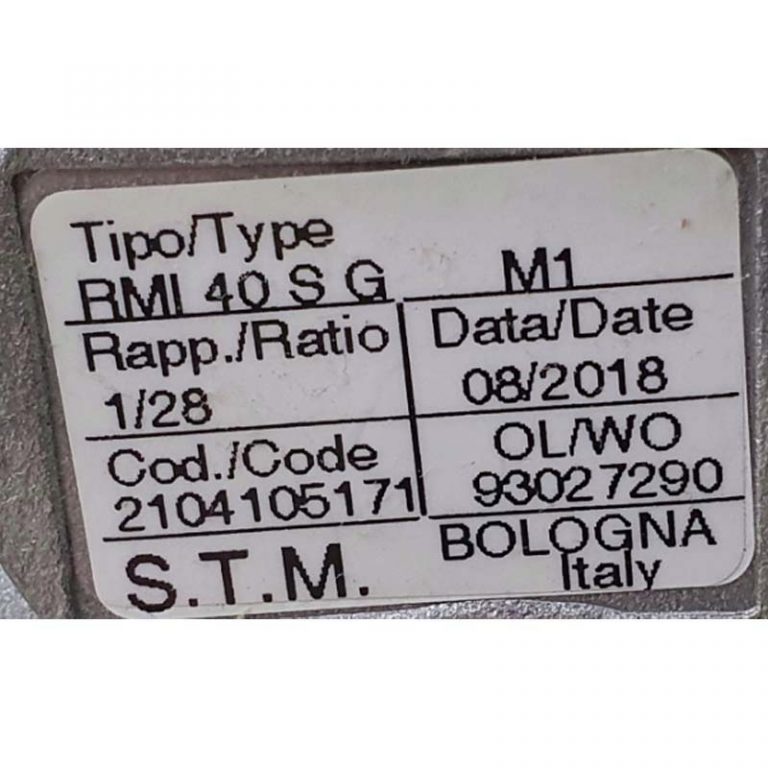 Tipo/Type
RMI 40 S G M1
Rapp./Ratio Data/Date
1/28 08/2018
Cod./Code OL/WO
2104105171 93027290
S.T.M. BOLOGNA
Italy